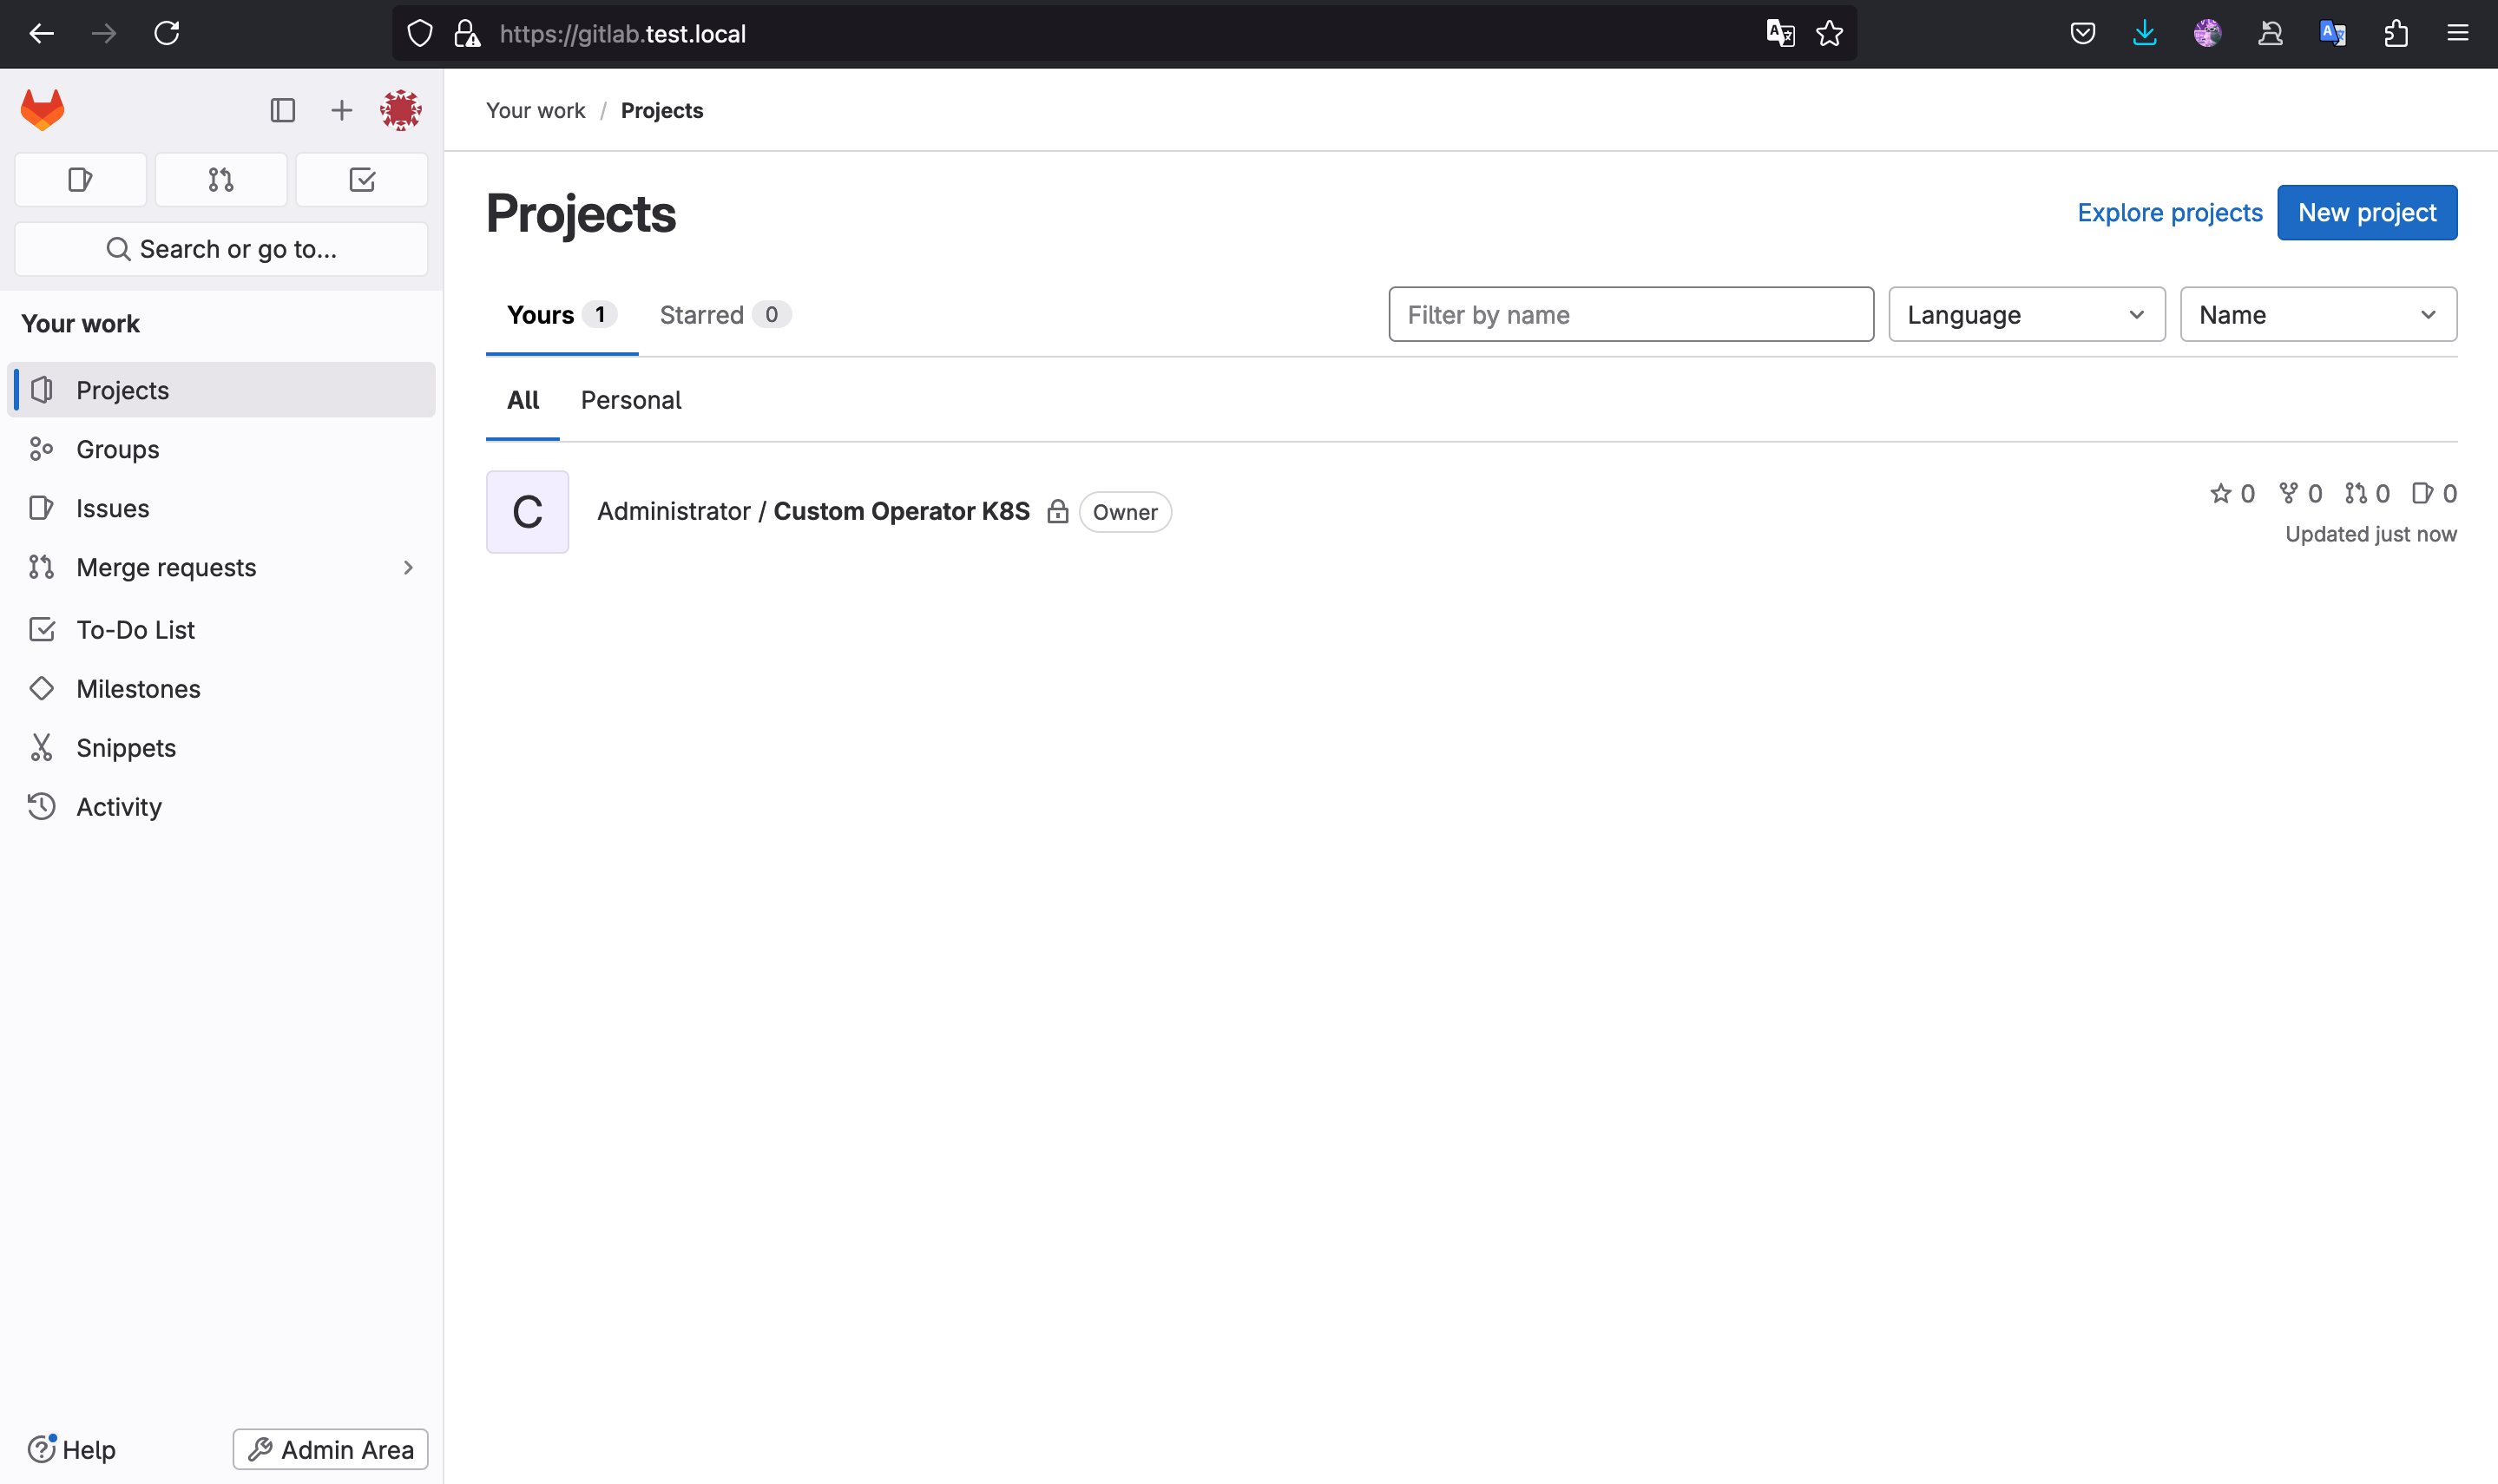 https://gitlab.test.local
Your work / Projects
Search or go to...
Your work
Projects
Groups
Issues
Merge requests
To-Do List
Milestones
Snippets
Activity
Help
Admin Area
Projects
Explore projects
New project
Yours 1
Starred 0
Filter by name
Language
Name
All
Personal
C
Administrator / Custom Operator K8S
Owner
0 0 0 0
Updated just now